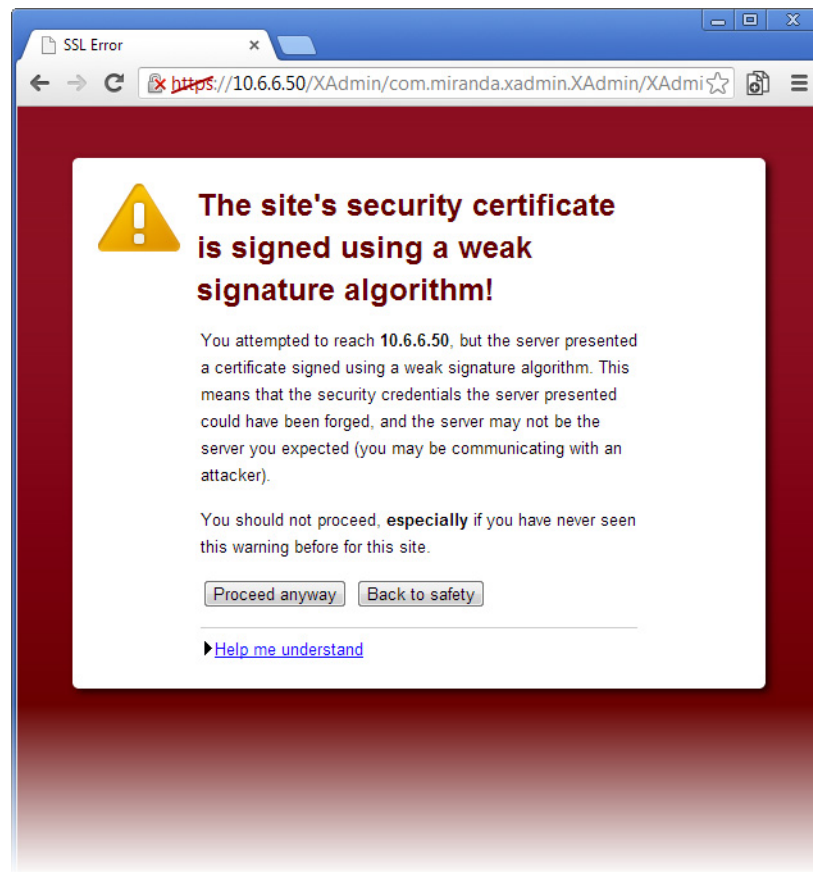 SSL Error
https://10.6.6.50/XAdmin/com.miranda.xadmin.XAdmin/XAdmi
The site's security certificate
is signed using a weak
signature algorithm!
You attempted to reach 10.6.6.50, but the server presented
a certificate signed using a weak signature algorithm. This
means that the security credentials the server presented
could have been forged, and the server may not be the
server you expected (you may be communicating with an
attacker).
You should not proceed, especially if you have never seen
this warning before for this site.
Proceed anyway Back to safety
Help me understand